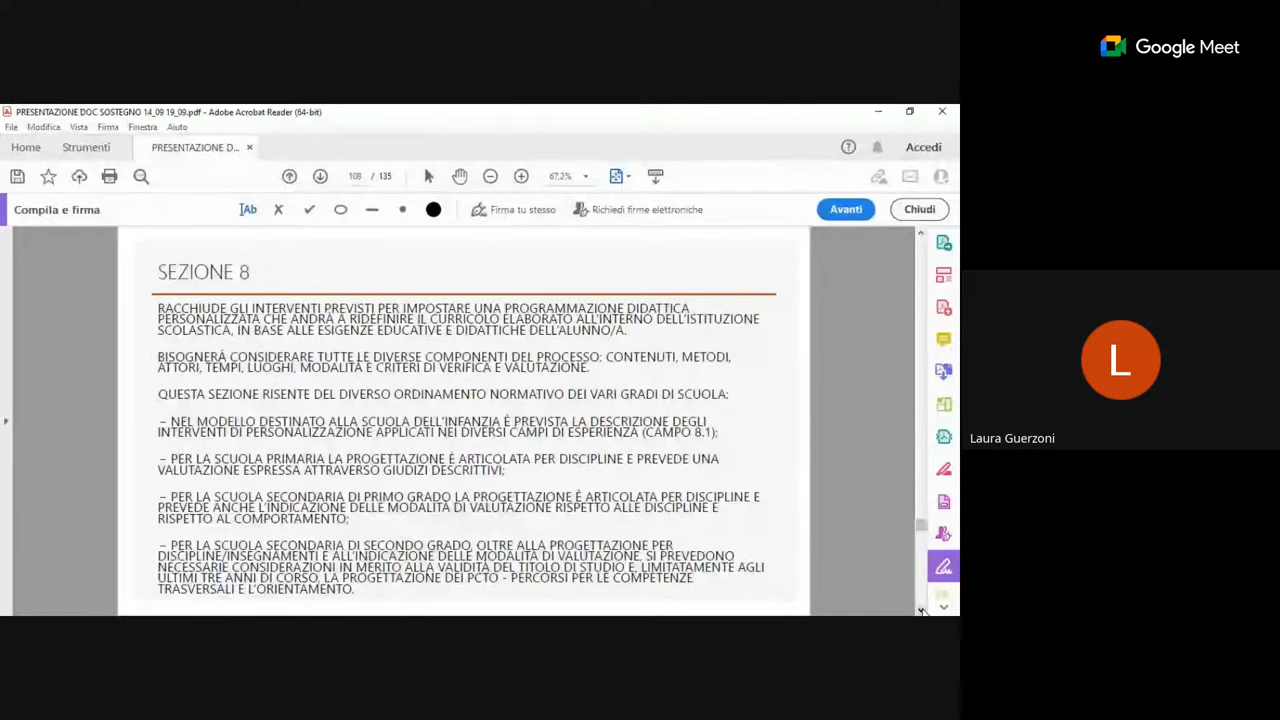 Google Meet
PRESENTAZIONE DOC SOSTEGNO 14_09 19_09.pdf - Adobe Acrobat Reader (64-bit)
File Modifica Vista Firma Finestra Aiuto
Home Strumenti PRESENTAZIONE D... × Accedi
108 / 135 67,2%
Compila e firma Ab Firma tu stesso Richiedi firme elettroniche Avanti Chiudi
SEZIONE 8
RACCHIUDE GLI INTERVENTI PREVISTI PER IMPOSTARE UNA PROGRAMMAZIONE DIDATTICA
PERSONALIZZATA CHE ANDRÀ A RIDEFINIRE IL CURRICOLO ELABORATO ALL'INTERNO DELL'ISTITUZIONE
SCOLASTICA, IN BASE ALLE ESIGENZE EDUCATIVE E DIDATTICHE DELL'ALUNNO/A.
BISOGNERÀ CONSIDERARE TUTTE LE DIVERSE COMPONENTI DEL PROCESSO: CONTENUTI, METODI,
ATTORI, TEMPI, LUOGHI, MODALITÀ E CRITERI DI VERIFICA E VALUTAZIONE.
QUESTA SEZIONE RISENTE DEL DIVERSO ORDINAMENTO NORMATIVO DEI VARI GRADI DI SCUOLA:
– NEL MODELLO DESTINATO ALLA SCUOLA DELL'INFANZIA È PREVISTA LA DESCRIZIONE DEGLI
INTERVENTI DI PERSONALIZZAZIONE APPLICATI NEI DIVERSI CAMPI DI ESPERIENZA (CAMPO 8.1);
– PER LA SCUOLA PRIMARIA LA PROGETTAZIONE È ARTICOLATA PER DISCIPLINE E PREVEDE UNA
VALUTAZIONE ESPRESSA ATTRAVERSO GIUDIZI DESCRITTIVI;
– PER LA SCUOLA SECONDARIA DI PRIMO GRADO LA PROGETTAZIONE È ARTICOLATA PER DISCIPLINE E
PREVEDE ANCHE L'INDICAZIONE DELLE MODALITÀ DI VALUTAZIONE RISPETTO ALLE DISCIPLINE E
RISPETTO AL COMPORTAMENTO;
– PER LA SCUOLA SECONDARIA DI SECONDO GRADO, OLTRE ALLA PROGETTAZIONE PER
DISCIPLINE/INSEGNAMENTI E ALL'INDICAZIONE DELLE MODALITÀ DI VALUTAZIONE, SI PREVEDONO
NECESSARIE CONSIDERAZIONI IN MERITO ALLA VALIDITÀ DEL TITOLO DI STUDIO E, LIMITATAMENTE AGLI
ULTIMI TRE ANNI DI CORSO, LA PROGETTAZIONE DEI PCTO - PERCORSI PER LE COMPETENZE
TRASVERSALI E L'ORIENTAMENTO.
L
Laura Guerzoni